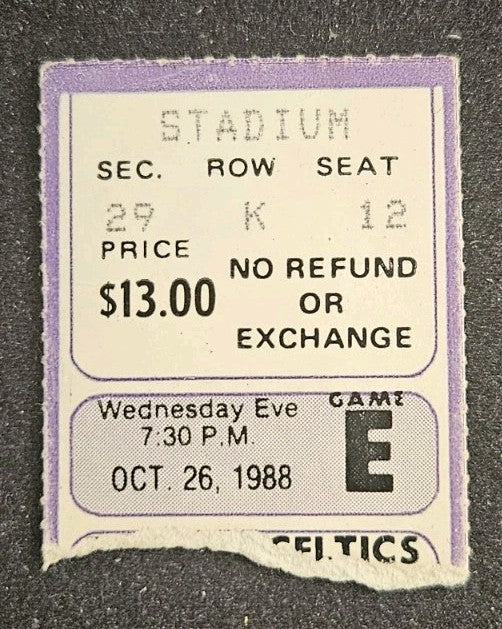 STADIUM
SEC. ROW SEAT
29 K 12
PRICE
$13.00
NO REFUND
OR
EXCHANGE
Wednesday Eve
7:30 P.M.
OCT. 26, 1988
GAME
E
CELTICS